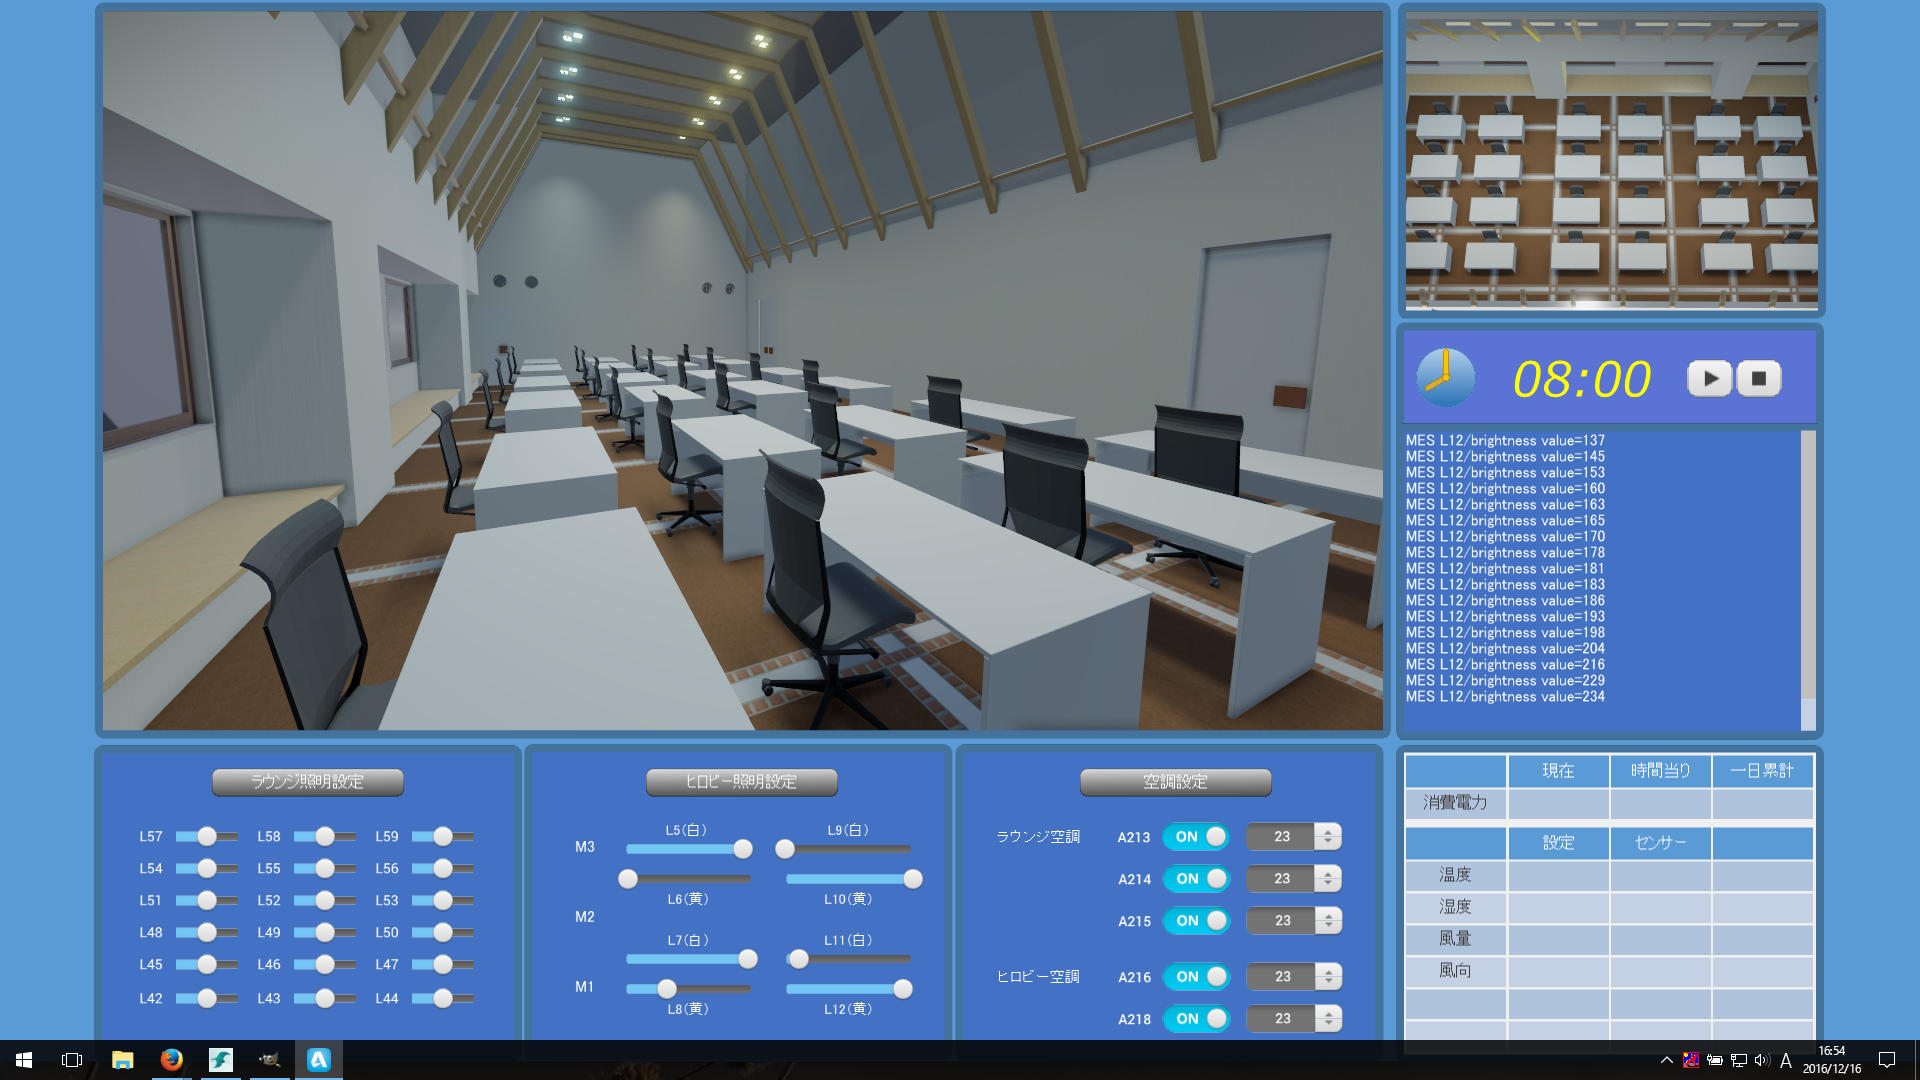 08:00
MES L12/brightness value=137
MES L12/brightness value=145
MES L12/brightness value=153
MES L12/brightness value=160
MES L12/brightness value=163
MES L12/brightness value=165
MES L12/brightness value=170
MES L12/brightness value=178
MES L12/brightness value=181
MES L12/brightness value=183
MES L12/brightness value=186
MES L12/brightness value=193
MES L12/brightness value=198
MES L12/brightness value=204
MES L12/brightness value=216
MES L12/brightness value=229
MES L12/brightness value=234
ラウンジ照明設定
L57 L58 L59
L54 L55 L56
L51 L52 L53
L48 L49 L50
L45 L46 L47
L42 L43 L44
ヒロビー照明設定
L5(白) L9(白)
M3
L6(黄) L10(黄)
M2
L7(白) L11(白)
M1
L8(黄) L12(黄)
空調設定
ラウンジ空調 A213 ON 23
A214 ON 23
A215 ON 23
ヒロビー空調 A216 ON 23
A218 ON 23
現在 時間当り 一日累計
消費電力
設定 センサー
温度
湿度
風量
風向
A 16:54
2016/12/16